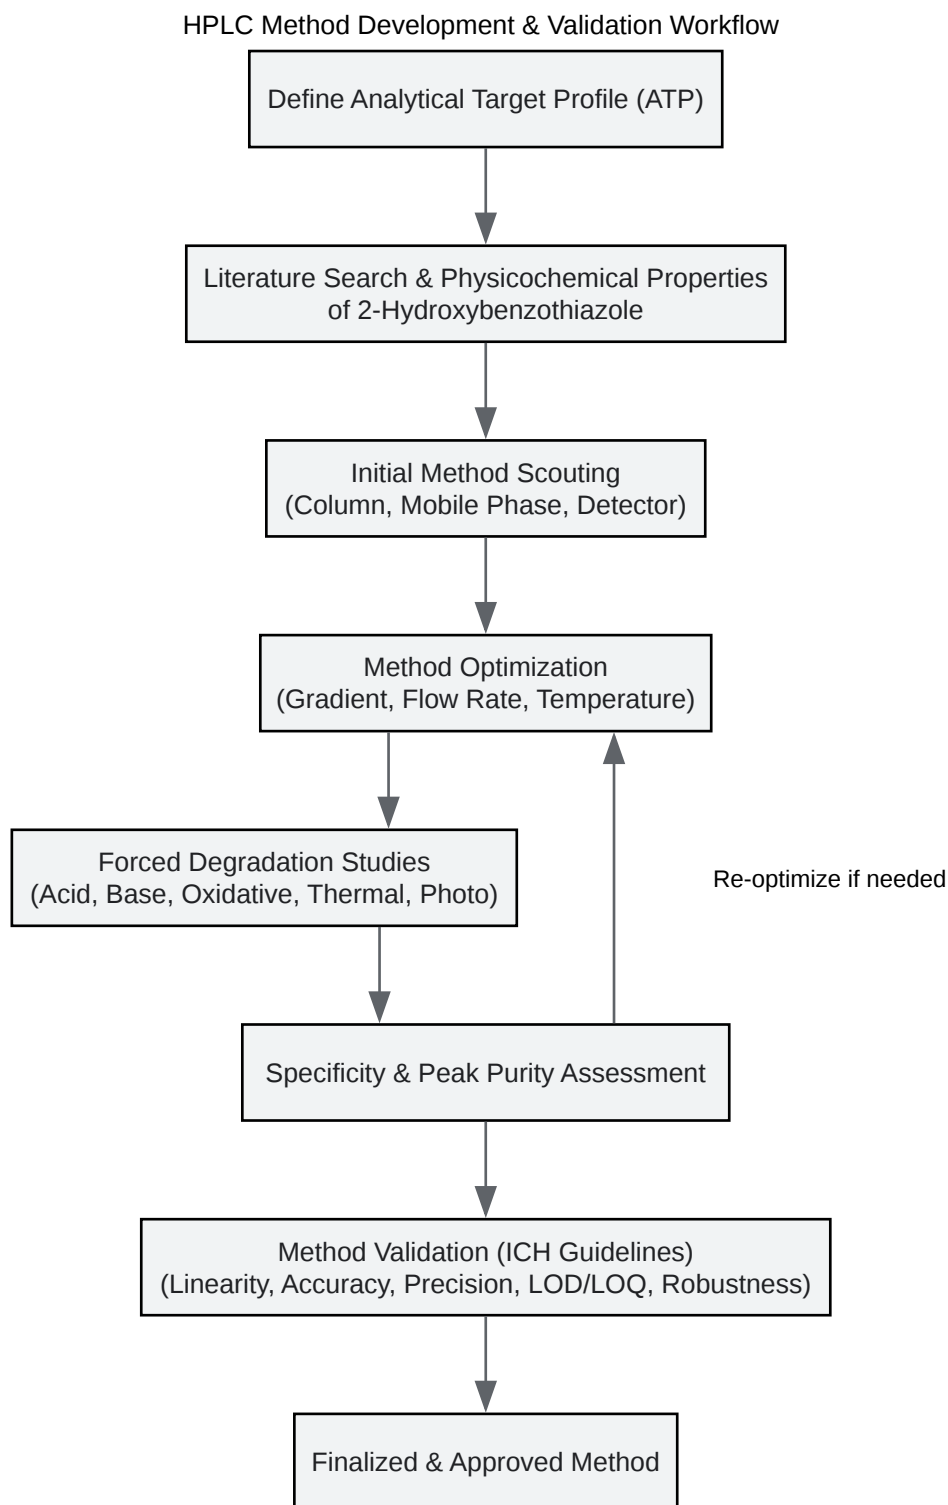 HPLC Method Development & Validation Workflow
Define Analytical Target Profile (ATP)
Literature Search & Physicochemical Properties
of 2-Hydroxybenzothiazole
Initial Method Scouting
(Column, Mobile Phase, Detector)
Method Optimization
(Gradient, Flow Rate, Temperature)
Forced Degradation Studies
(Acid, Base, Oxidative, Thermal, Photo)
Re-optimize if needed
Specificity & Peak Purity Assessment
Method Validation (ICH Guidelines)
(Linearity, Accuracy, Precision, LOD/LOQ, Robustness)
Finalized & Approved Method